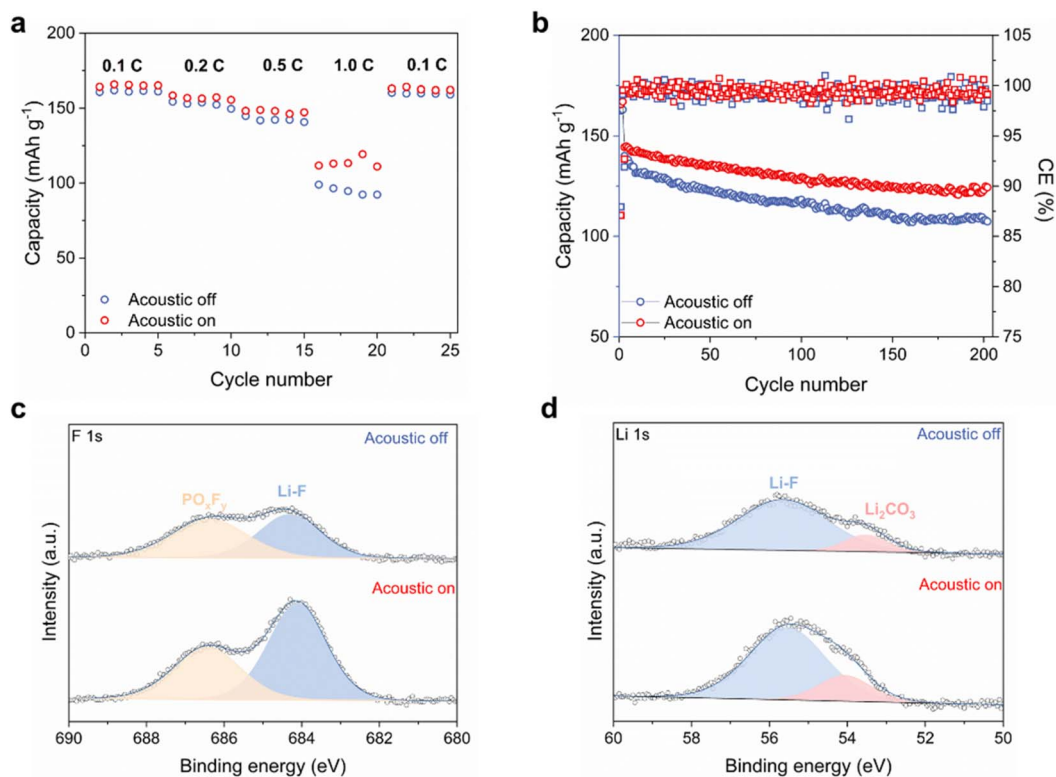 a
200
150
100
50
0
Capacity (mAh g⁻¹)
0.1 C 0.2 C 0.5 C 1.0 C 0.1 C
Acoustic off
Acoustic on
0 5 10 15 20 25
Cycle number
b
200
150
100
50
Capacity (mAh g⁻¹)
105
100
95
90
85
80
75
CE (%)
Acoustic off
Acoustic on
0 50 100 150 200
Cycle number
c
F 1s
Acoustic off
POₓFᵧ
Li-F
Acoustic on
Intensity (a.u.)
690 688 686 684 682 680
Binding energy (eV)
d
Li 1s
Acoustic off
Li-F
Li₂CO₃
Acoustic on
Intensity (a.u.)
60 58 56 54 52 50
Binding energy (eV)